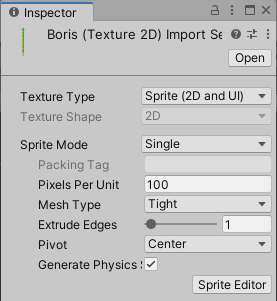 Inspector
Boris (Texture 2D) Import Se
Open
Texture Type Sprite (2D and UI)
Texture Shape 2D
Sprite Mode Single
Packing Tag
Pixels Per Unit 100
Mesh Type Tight
Extrude Edges 1
Pivot Center
Generate Physics S
Sprite Editor